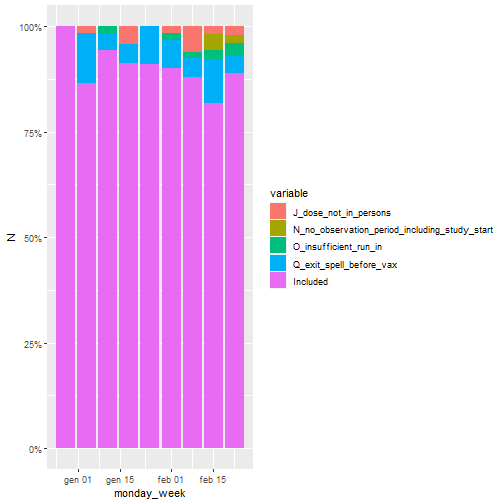 100%
75%
50%
25%
0%
N
gen 01
gen 15
feb 01
feb 15
monday_week
variable
J_dose_not_in_persons
N_no_observation_period_including_study_start
O_insufficient_run_in
Q_exit_spell_before_vax
Included